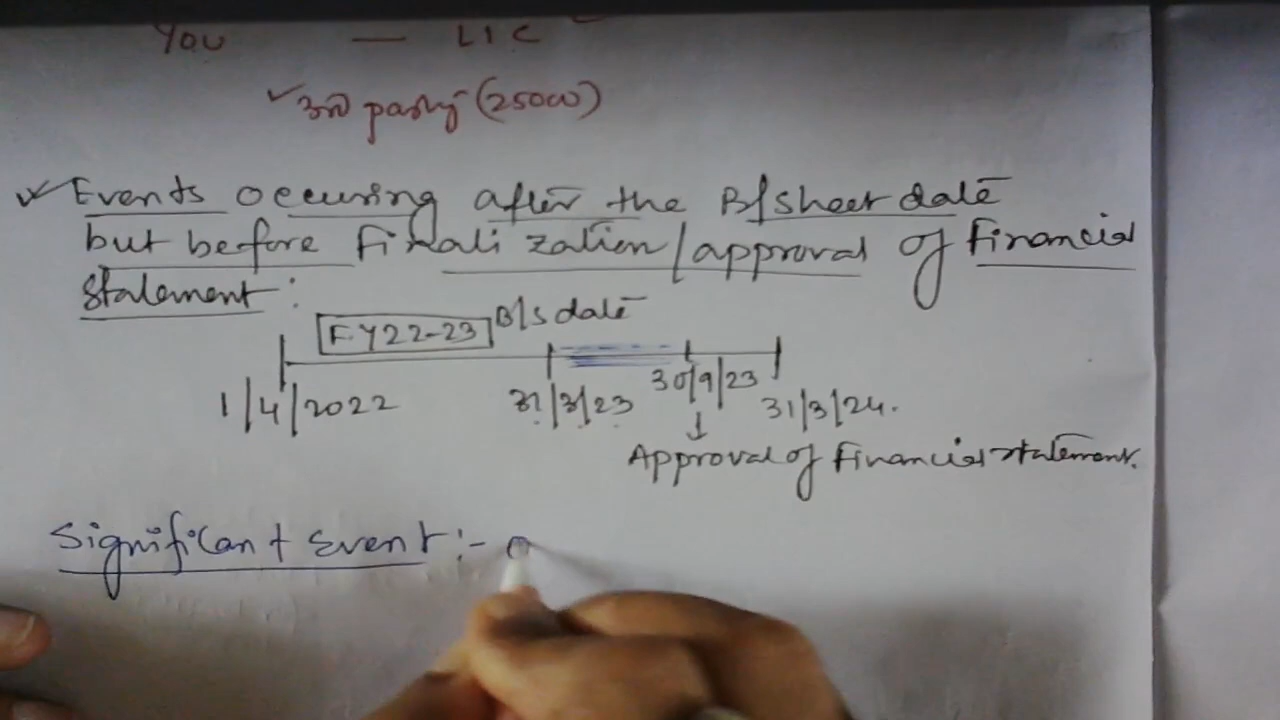 You — LIC
✓ 3rd party (25000)
✓ Events occuring after the B/sheet date
but before finalization/approval of financial
statement:
F.Y22-23 B/s date
1/4/2022 31/3/23 30/9/23 31/3/24.
↓
Approval of financial statement.
Significant Event :-